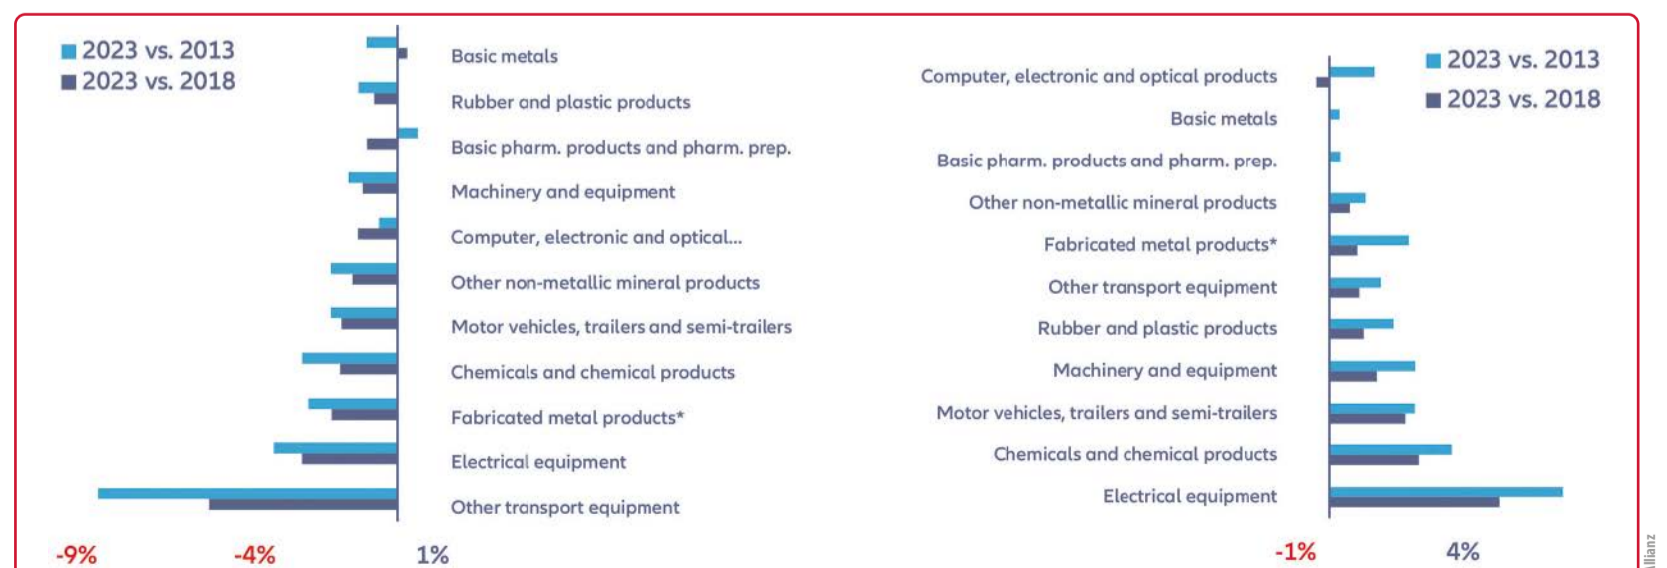 2023 vs. 2013
2023 vs. 2018
Basic metals
Rubber and plastic products
Basic pharm. products and pharm. prep.
Machinery and equipment
Computer, electronic and optical...
Other non-metallic mineral products
Motor vehicles, trailers and semi-trailers
Chemicals and chemical products
Fabricated metal products*
Electrical equipment
Other transport equipment
-9%
-4%
1%
2023 vs. 2013
2023 vs. 2018
Computer, electronic and optical products
Basic metals
Basic pharm. products and pharm. prep.
Other non-metallic mineral products
Fabricated metal products*
Other transport equipment
Rubber and plastic products
Machinery and equipment
Motor vehicles, trailers and semi-trailers
Chemicals and chemical products
Electrical equipment
-1%
4%
Allianz